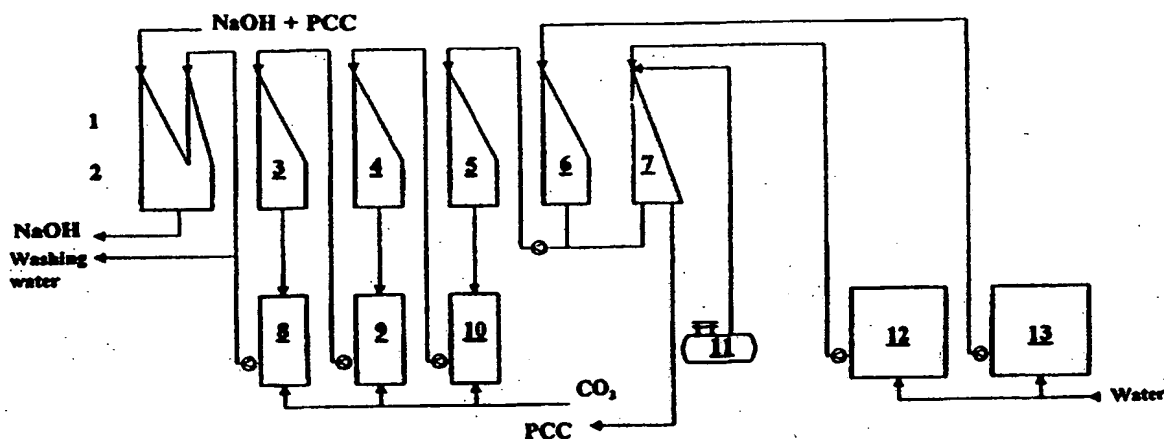 NaOH + PCC
1
2
3
4
5
6
7
NaOH
Washing
water
8
9
10
11
12
13
CO₂
PCC
Water